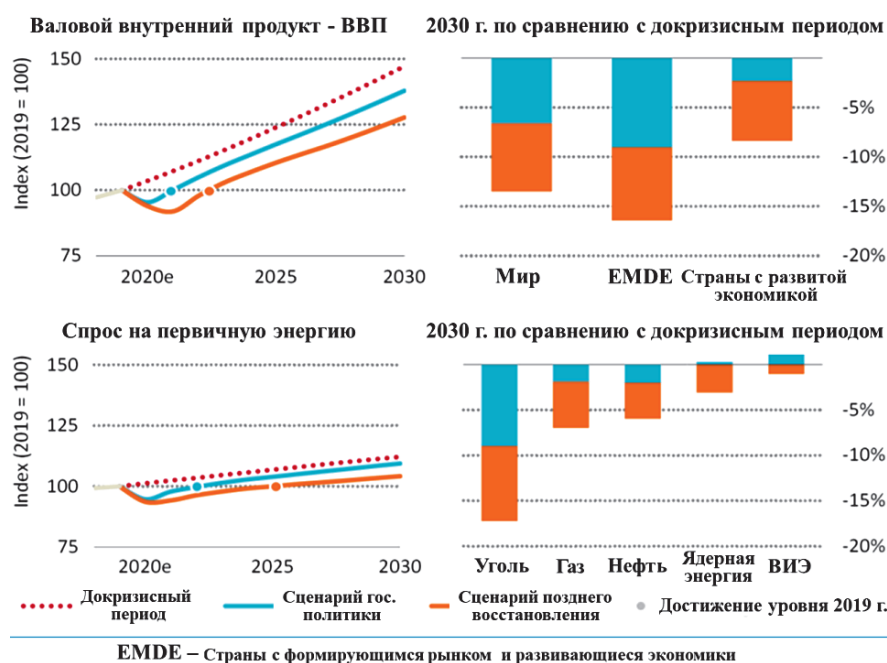 Валовой внутренний продукт - ВВП
2030 г. по сравнению с докризисным периодом
Index (2019 = 100)
150
125
100
75
2020e
2025
2030
-5%
-10%
-15%
-20%
Мир
EMDE
Страны с развитой
экономикой
Спрос на первичную энергию
2030 г. по сравнению с докризисным периодом
Index (2019 = 100)
150
125
100
75
2020e
2025
2030
-5%
-10%
-15%
-20%
Уголь
Газ
Нефть
Ядерная
энергия
ВИЭ
Докризисный
период
Сценарий гос.
политики
Сценарий позднего
восстановления
Достижение уровня 2019 г.
EMDE – Страны с формирующимся рынком и развивающиеся экономики